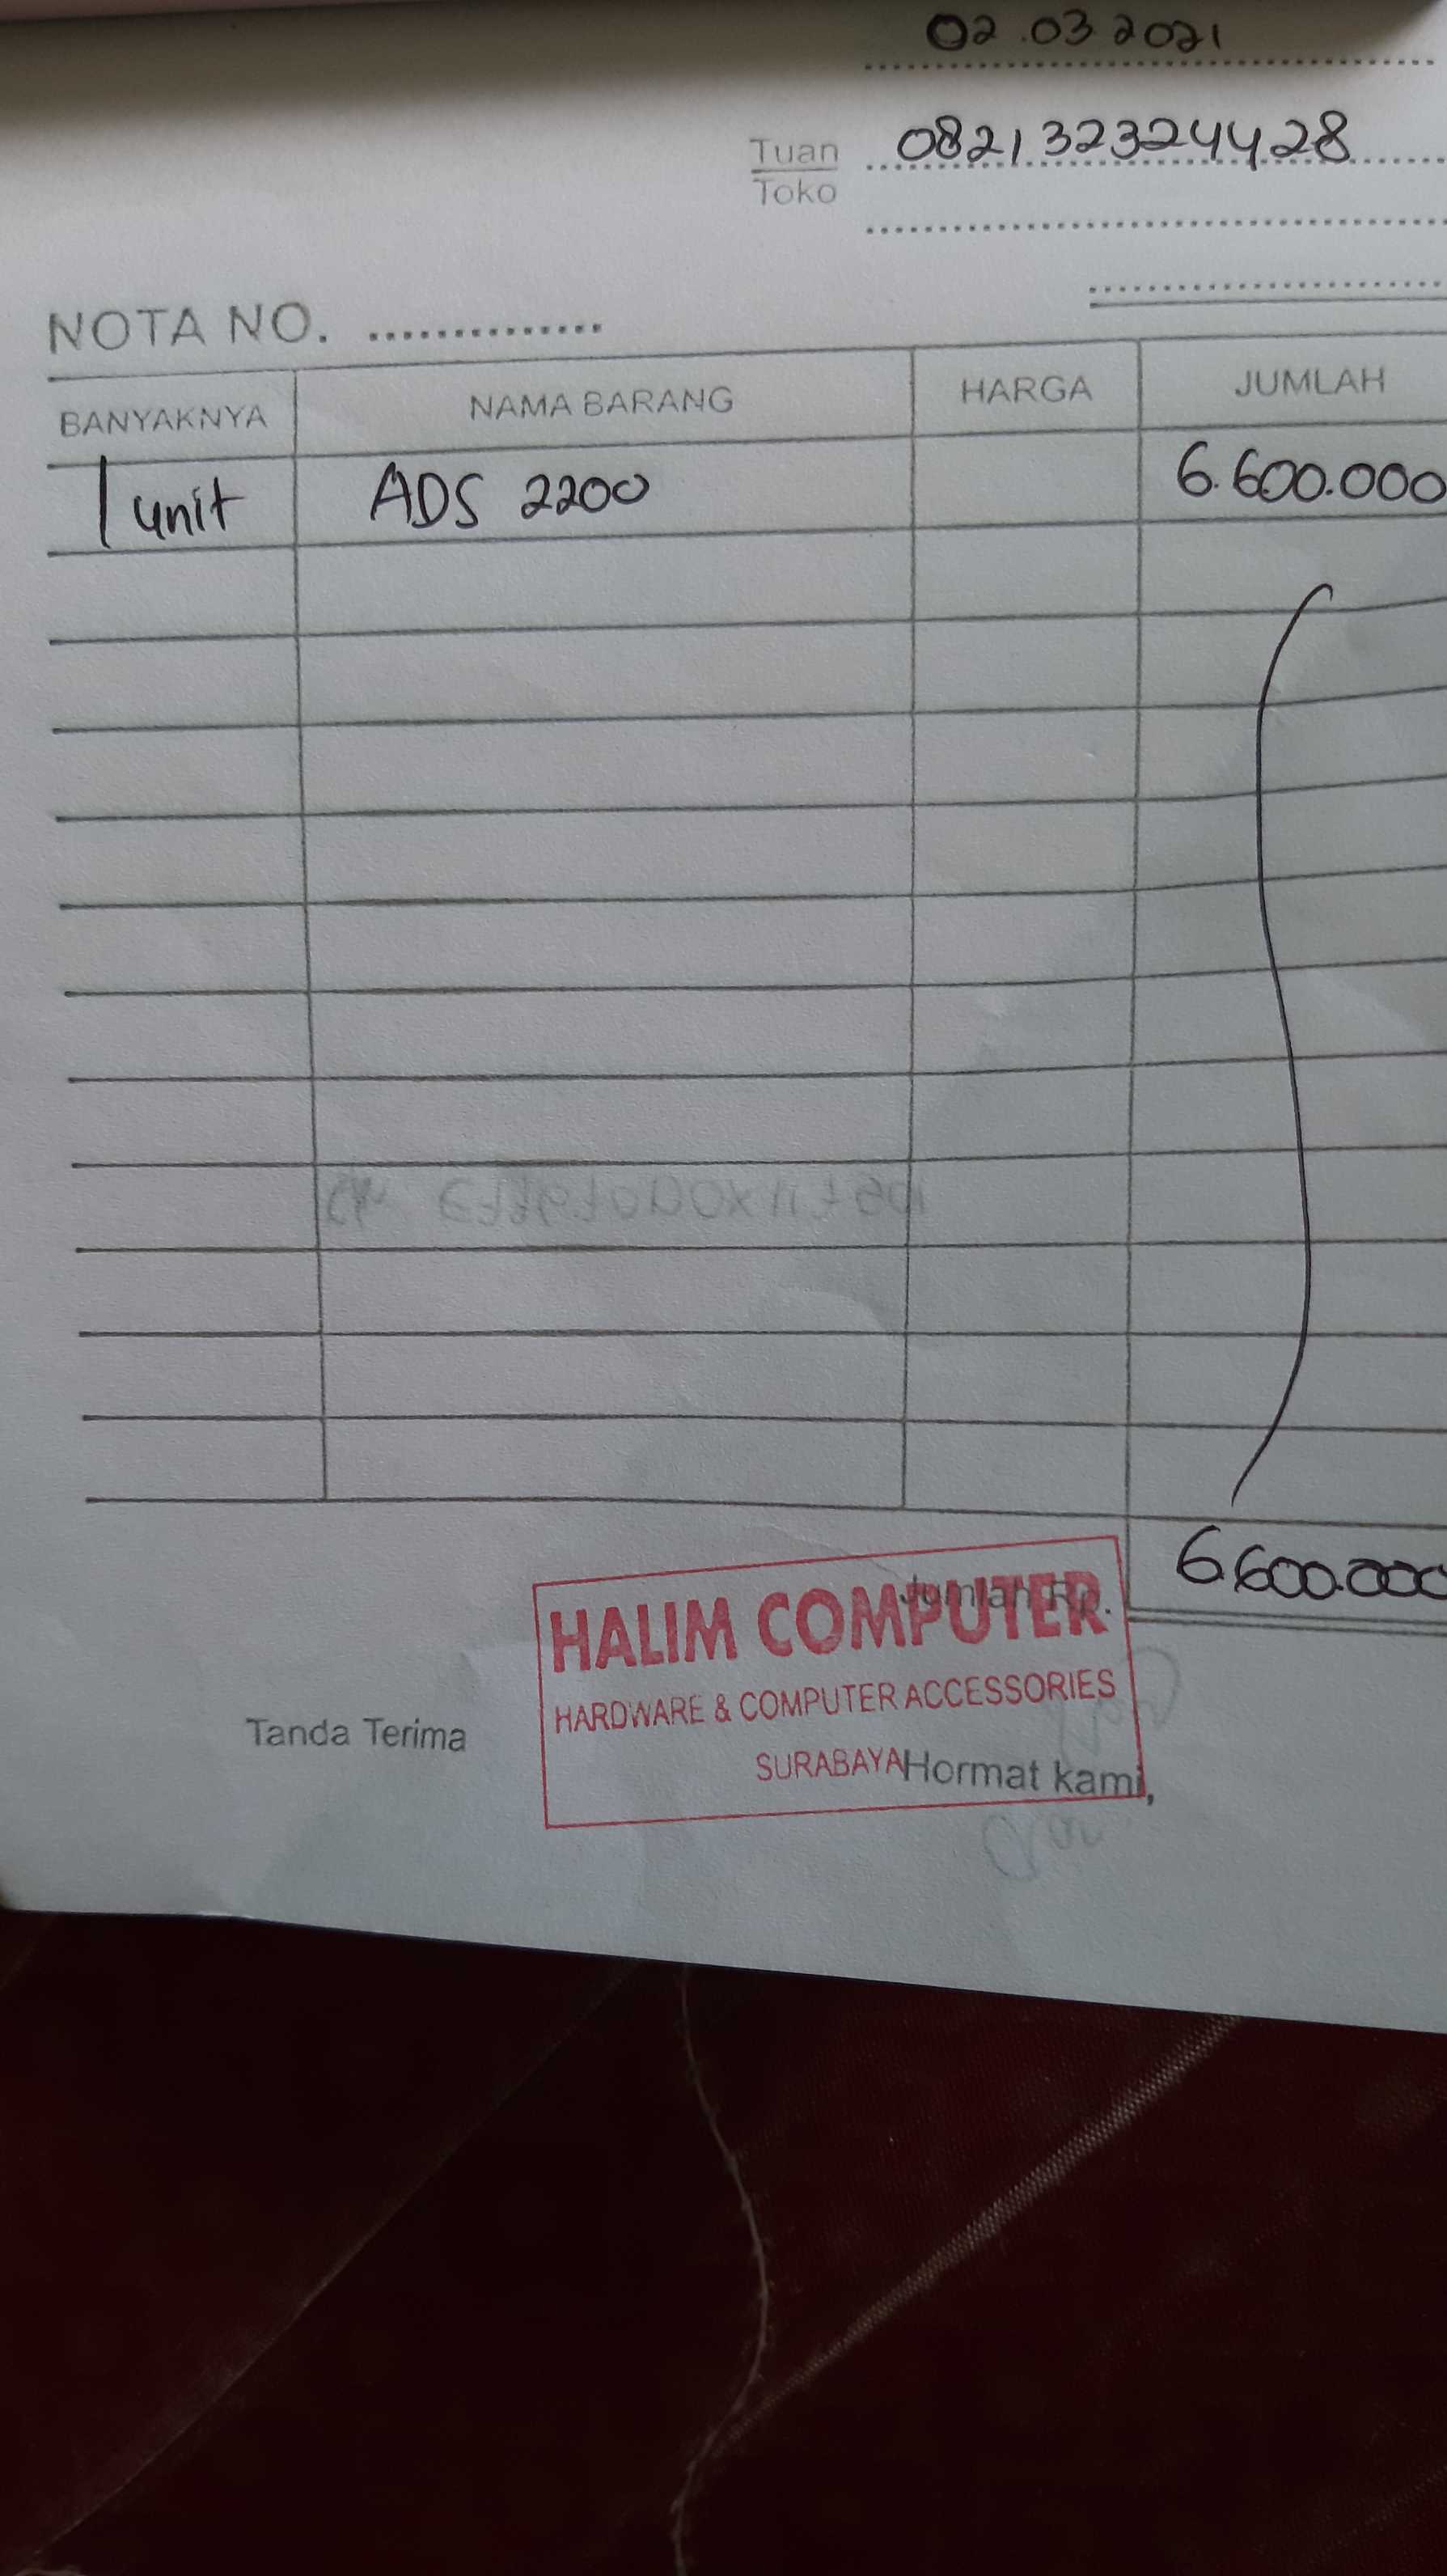 02.03 2021
Tuan 082132324428
Toko
NOTA NO. ..............
BANYAKNYA NAMA BARANG HARGA JUMLAH
1 unit ADS 2200 6.600.000
Jumlah Rp. 6.600.000
HALIM COMPUTER
HARDWARE & COMPUTER ACCESSORIES
SURABAYA
Tanda Terima Hormat kami,